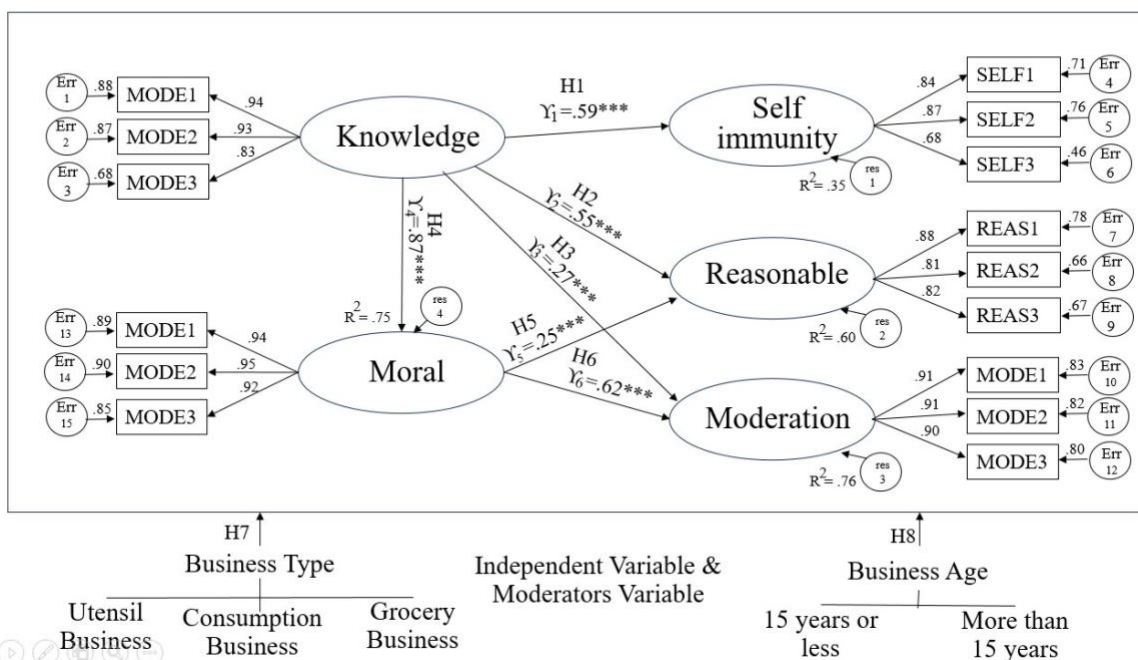 Err
1
.88
MODE1
.94
Err
2
.87
MODE2
.93
Err
3
.68
MODE3
.83
Knowledge
H1
ϒ1=.59***
Self
immunity
R2= .35
res
1
.84
SELF1
.71
Err
4
.87
SELF2
.76
Err
5
.68
SELF3
.46
Err
6
H2
ϒ2=.55***
H3
ϒ3=.27***
H4
ϒ4=.87***
Reasonable
R2= .60
res
2
.88
REAS1
.78
Err
7
.81
REAS2
.66
Err
8
.82
REAS3
.67
Err
9
R2= .75
res
4
Err
13
.89
MODE1
.94
Err
14
.90
MODE2
.95
Err
15
.85
MODE3
.92
Moral
H5
ϒ5=.25***
H6
ϒ6=.62***
Moderation
R2= .76
res
3
.91
MODE1
.83
Err
10
.91
MODE2
.82
Err
11
.90
MODE3
.80
Err
12
H7
Business Type
Utensil
Business
Consumption
Business
Grocery
Business
Independent Variable &
Moderators Variable
H8
Business Age
15 years or
less
More than
15 years